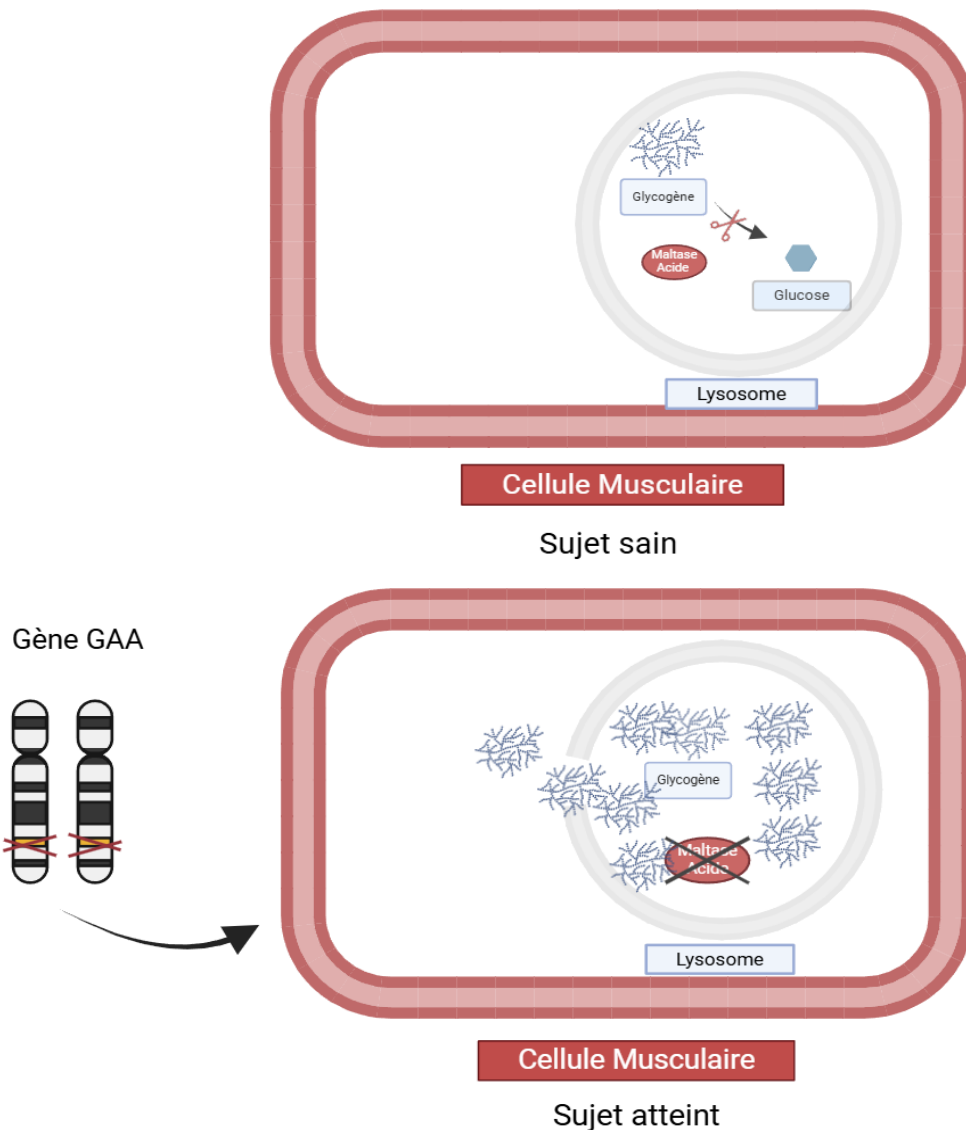 Glycogène
Maltase
Acide
Glucose
Lysosome
Cellule Musculaire
Sujet sain
Gène GAA
Glycogène
Maltase
Acide
Lysosome
Cellule Musculaire
Sujet atteint